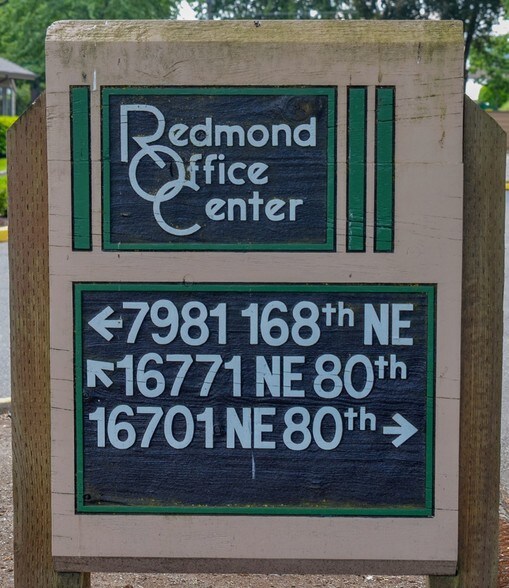 Redmond
Office
Center
← 7981 168th NE
↖ 16771 NE 80th
16701 NE 80th →